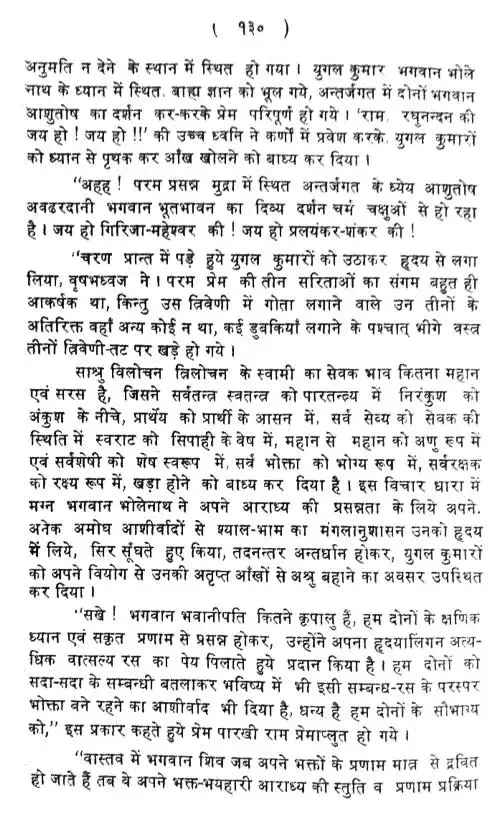 ( १३० )
अनुमति न देने के स्थान में स्थित हो गया । युगल कुमार भगवान भोले
नाथ के ध्यान में स्थित, बाह्य ज्ञान को भूल गये, अन्तर्जगत में दोनों भगवान
आशुतोष का दर्शन कर-करके प्रेम परिपूर्ण हो गये । 'राम, रघुनन्दन की
जय हो ! जय हो !!' की उच्च ध्वनि ने कर्णों में प्रवेश करके, युगल कुमारों
को ध्यान से पृथक कर आँख खोलने को बाध्य कर दिया ।
"अहह ! परम प्रसन्न मुद्रा में स्थित अन्तर्जगत के ध्येय आशुतोष
अवढरदानी भगवान भूतभावन का दिव्य दर्शन चर्म चक्षुओं से हो रहा
है । जय हो गिरिजा-महेश्वर की ! जय हो प्रलयंकर-शंकर की !
"चरण प्रान्त में पड़े हुये युगल कुमारों को उठाकर हृदय से लगा
लिया, वृषभध्वज ने । परम प्रेम की तीन सरिताओं का संगम बहुत ही
आकर्षक था, किन्तु उस त्रिवेणी में गोता लगाने वाले उन तीनों के
अतिरिक्त वहाँ अन्य कोई न था, कई डुबकियाँ लगाने के पश्चात् भीगे वस्त्र
तीनों त्रिवेणी-तट पर खड़े हो गये ।
साश्रु विलोचन त्रिलोचन के स्वामी का सेवक भाव कितना महान
एवं सरस है, जिसने सर्वतन्त्र स्वतन्त्र को पारतन्त्र्य में निरंकुश को
अंकुश के नीचे, प्रार्थेय को प्रार्थी के आसन में, सर्व सेव्य को सेवक की
स्थिति में स्वराट को सिपाही के वेष में, महान से महान को अणु रूप में
एवं सर्वशेषी को शेष स्वरूप में, सर्व भोक्ता को भोग्य रूप में, सर्वरक्षक
को रक्ष्य रूप में, खड़ा होने को बाध्य कर दिया है । इस विचार धारा में
मग्न भगवान भोलेनाथ ने अपने आराध्य की प्रसन्नता के लिये अपने,
अनेक अमोघ आशीर्वादों से श्याल-भाम का मंगलानुशासन उनको हृदय
में लिये, सिर सूँघते हुए किया, तदनन्तर अन्तर्धान होकर, युगल कुमारों
को अपने वियोग से उनकी अतृप्त आँखों से अश्रु बहाने का अवसर उपस्थित
कर दिया ।
"सखे ! भगवान भवानीपति कितने कृपालु हैं, हम दोनों के क्षणिक
ध्यान एवं सकृत प्रणाम से प्रसन्न होकर, उन्होंने अपना हृदयालिंगन अत्य-
धिक वात्सल्य रस का पेय पिलाते हुये प्रदान किया है । हम दोनों को
सदा-सदा के सम्बन्धी बतलाकर भविष्य में भी इसी सम्बन्ध-रस के परस्पर
भोक्ता बने रहने का आशीर्वाद भी दिया है, धन्य है हम दोनों के सौभाग्य
को," इस प्रकार कहते हुये प्रेम पारखी राम प्रेमाप्लुत हो गये ।
"वास्तव में भगवान शिव जब अपने भक्तों के प्रणाम मात्र से द्रवित
हो जाते हैं तब वे अपने भक्त-भयहारी आराध्य की स्तुति व प्रणाम प्रक्रिया